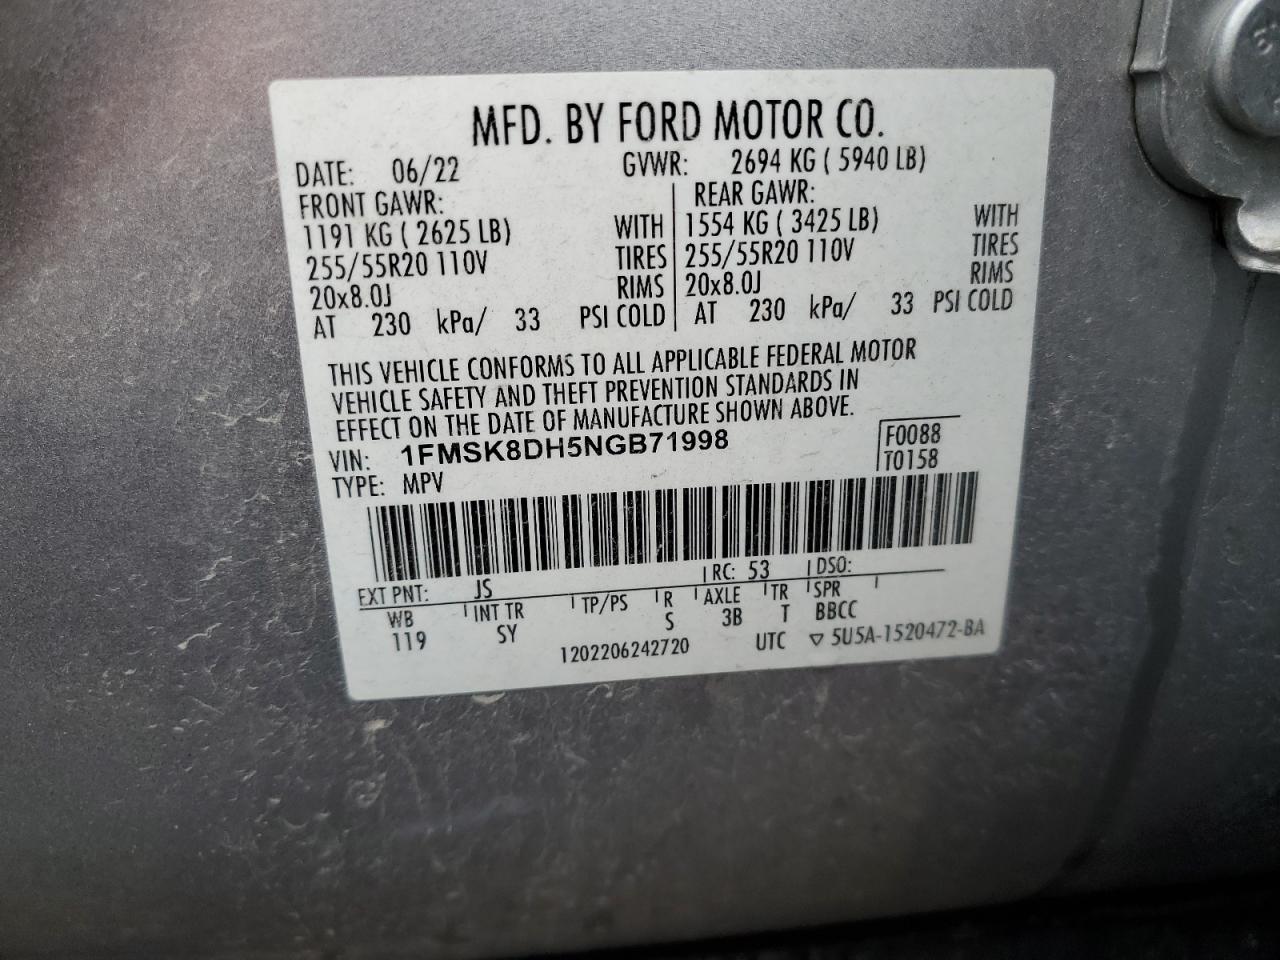 MFD. BY FORD MOTOR CO.
DATE: 06/22 GVWR: 2694 KG ( 5940 LB)
FRONT GAWR: REAR GAWR:
1191 KG ( 2625 LB) WITH 1554 KG ( 3425 LB) WITH
255/55R20 110V TIRES 255/55R20 110V TIRES
20x8.0J RIMS 20x8.0J RIMS
AT 230 kPa/ 33 PSI COLD AT 230 kPa/ 33 PSI COLD
THIS VEHICLE CONFORMS TO ALL APPLICABLE FEDERAL MOTOR
VEHICLE SAFETY AND THEFT PREVENTION STANDARDS IN
EFFECT ON THE DATE OF MANUFACTURE SHOWN ABOVE.
VIN: 1FMSK8DH5NGB71998 F0088
TYPE: MPV T0158
EXT PNT: JS RC: 53 DSO:
WB INT TR TP/PS R AXLE TR SPR
119 SY S 3B T BBCC
1202206242720 UTC ▽ 5U5A-1520472-BA